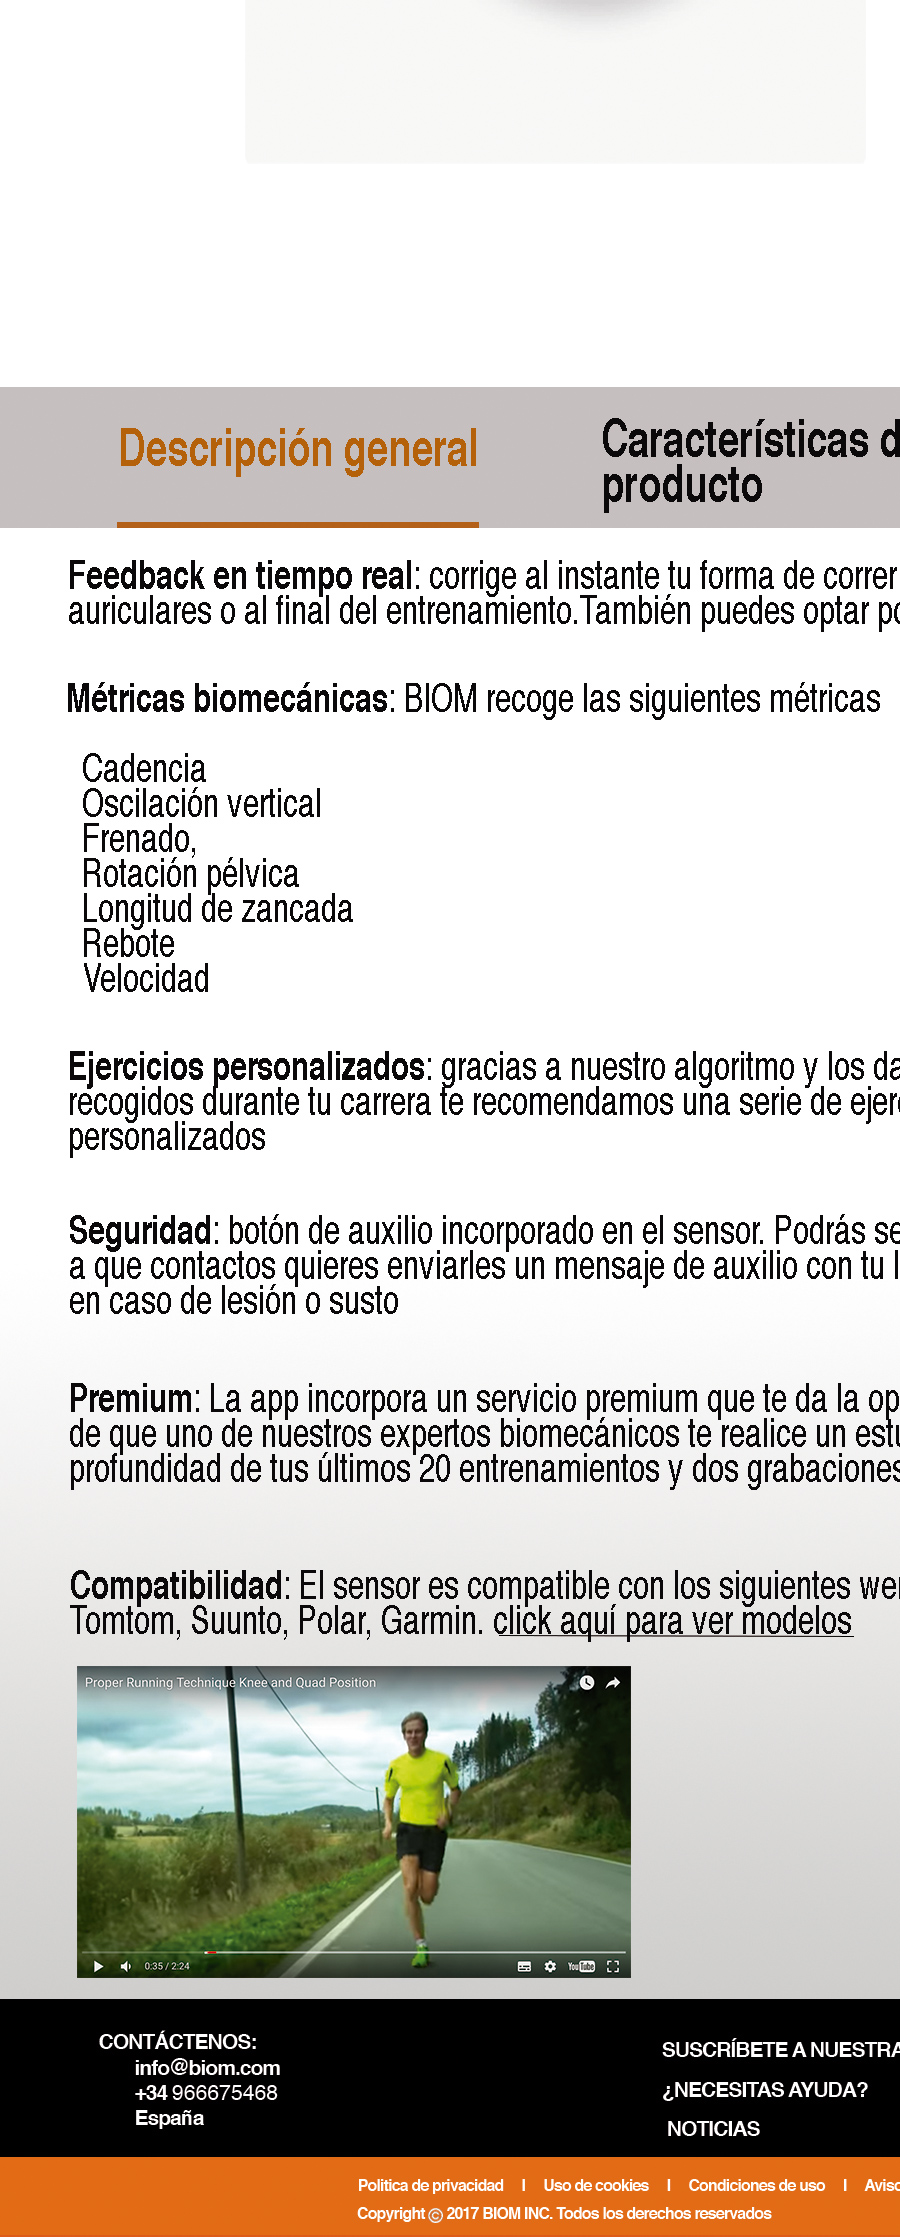 Descripción general
Características d
producto
Feedback en tiempo real: corrige al instante tu forma de correr
auriculares o al final del entrenamiento.También puedes optar po
Métricas biomecánicas: BIOM recoge las siguientes métricas
Cadencia
Oscilación vertical
Frenado,
Rotación pélvica
Longitud de zancada
Rebote
Velocidad
Ejercicios personalizados: gracias a nuestro algoritmo y los da
recogidos durante tu carrera te recomendamos una serie de ejer
personalizados
Seguridad: botón de auxilio incorporado en el sensor. Podrás se
a que contactos quieres enviarles un mensaje de auxilio con tu l
en caso de lesión o susto
Premium: La app incorpora un servicio premium que te da la op
de que uno de nuestros expertos biomecánicos te realice un estu
profundidad de tus últimos 20 entrenamientos y dos grabaciones
Compatibilidad: El sensor es compatible con los siguientes wer
Tomtom, Suunto, Polar, Garmin. click aquí para ver modelos
Proper Running Technique Knee and Quad Position
0:35 / 2:24
YouTube
CONTÁCTENOS:
info@biom.com
+34 966675468
España
SUSCRÍBETE A NUESTRA
¿NECESITAS AYUDA?
NOTICIAS
Politica de privacidad I Uso de cookies I Condiciones de uso I Aviso
Copyright © 2017 BIOM INC. Todos los derechos reservados